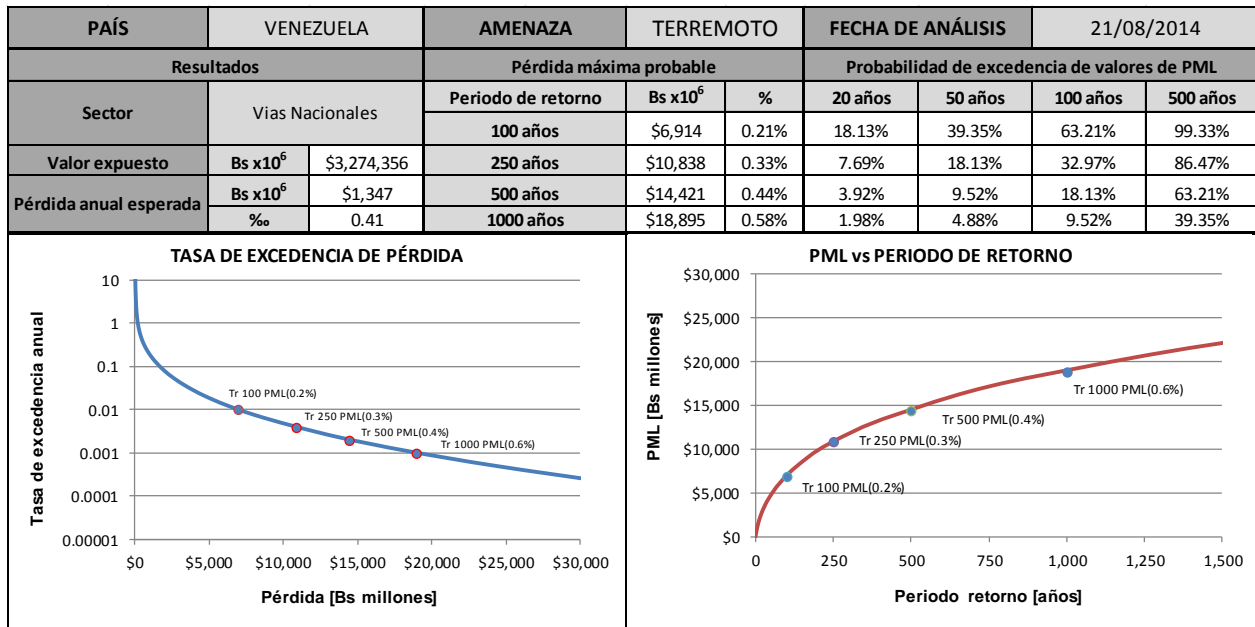 PAÍS VENEZUELA AMENAZA TERREMOTO FECHA DE ANÁLISIS 21/08/2014
Resultados Pérdida máxima probable Probabilidad de excedencia de valores de PML
Sector Vias Nacionales Periodo de retorno Bs x10⁶ % 20 años 50 años 100 años 500 años
100 años $6,914 0.21% 18.13% 39.35% 63.21% 99.33%
Valor expuesto Bs x10⁶ $3,274,356 250 años $10,838 0.33% 7.69% 18.13% 32.97% 86.47%
Pérdida anual esperada Bs x10⁶ $1,347 500 años $14,421 0.44% 3.92% 9.52% 18.13% 63.21%
‰ 0.41 1000 años $18,895 0.58% 1.98% 4.88% 9.52% 39.35%
TASA DE EXCEDENCIA DE PÉRDIDA
Tasa de excedencia anual
10
1
0.1
0.01
0.001
0.0001
0.00001
Tr 100 PML(0.2%)
Tr 250 PML(0.3%)
Tr 500 PML(0.4%)
Tr 1000 PML(0.6%)
$0 $5,000 $10,000 $15,000 $20,000 $25,000 $30,000
Pérdida [Bs millones]
PML vs PERIODO DE RETORNO
PML [Bs millones]
$30,000
$25,000
$20,000
$15,000
$10,000
$5,000
$0
Tr 1000 PML(0.6%)
Tr 500 PML(0.4%)
Tr 250 PML(0.3%)
Tr 100 PML(0.2%)
0 250 500 750 1,000 1,250 1,500
Periodo retorno [años]